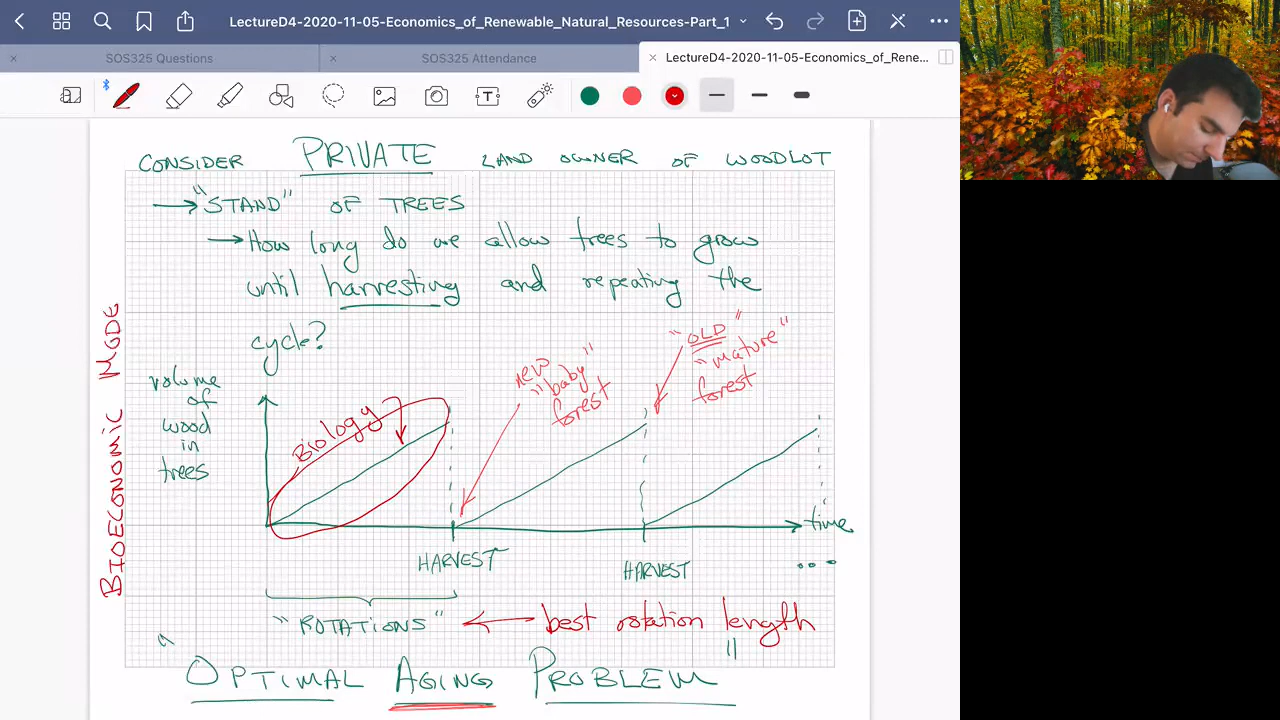 LectureD4-2020-11-05-Economics_of_Renewable_Natural_Resources-Part_1
SOS325 Questions
SOS325 Attendance
LectureD4-2020-11-05-Economics_of_Rene...
CONSIDER PRIVATE LAND OWNER OF WOODLOT
→ "STAND" OF TREES
→ How long do we allow trees to grow
until harvesting and repeating the
cycle?
BIOECONOMIC MODE
volume
of
wood
in
trees
Biology
new
"baby"
forest
"OLD"
"mature"
forest
time
HARVEST
HARVEST
...
"ROTATIONS" ← best rotation length
"OPTIMAL AGING PROBLEM"